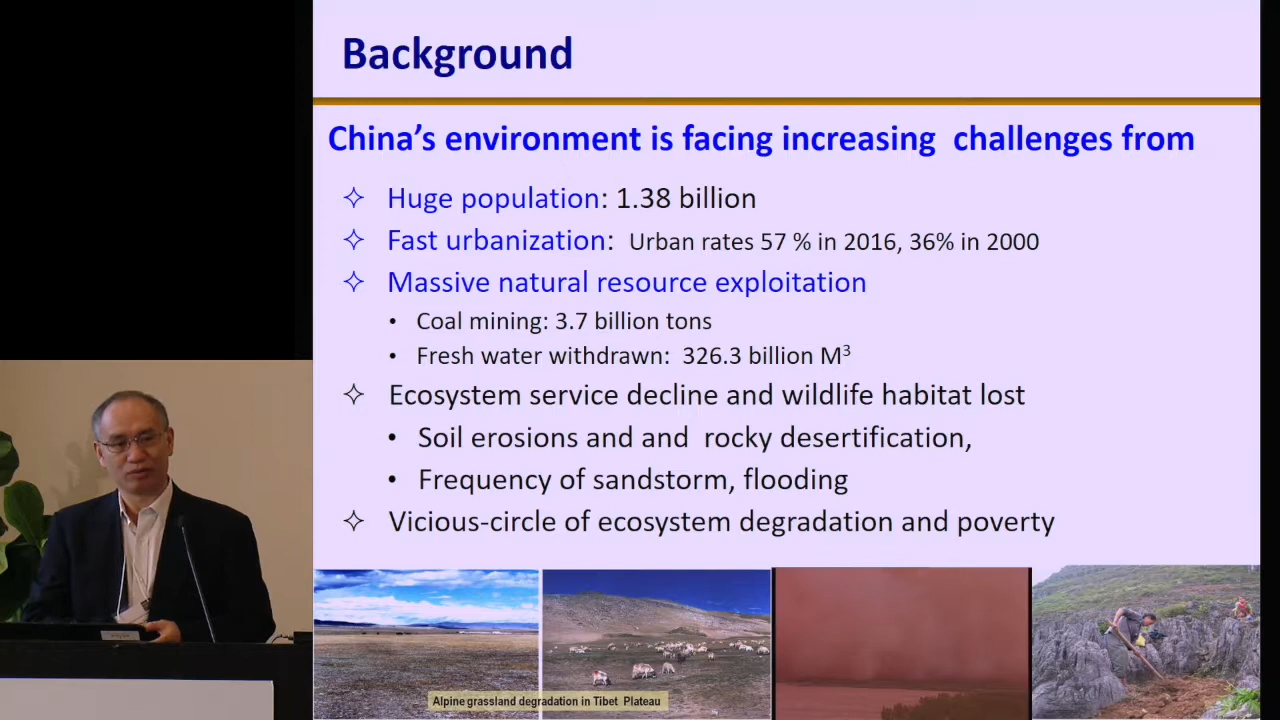 Background
China's environment is facing increasing challenges from
Huge population: 1.38 billion
Fast urbanization: Urban rates 57 % in 2016, 36% in 2000
Massive natural resource exploitation
• Coal mining: 3.7 billion tons
• Fresh water withdrawn: 326.3 billion M³
Ecosystem service decline and wildlife habitat lost
• Soil erosions and and rocky desertification,
• Frequency of sandstorm, flooding
Vicious-circle of ecosystem degradation and poverty
Alpine grassland degradation in Tibet Plateau